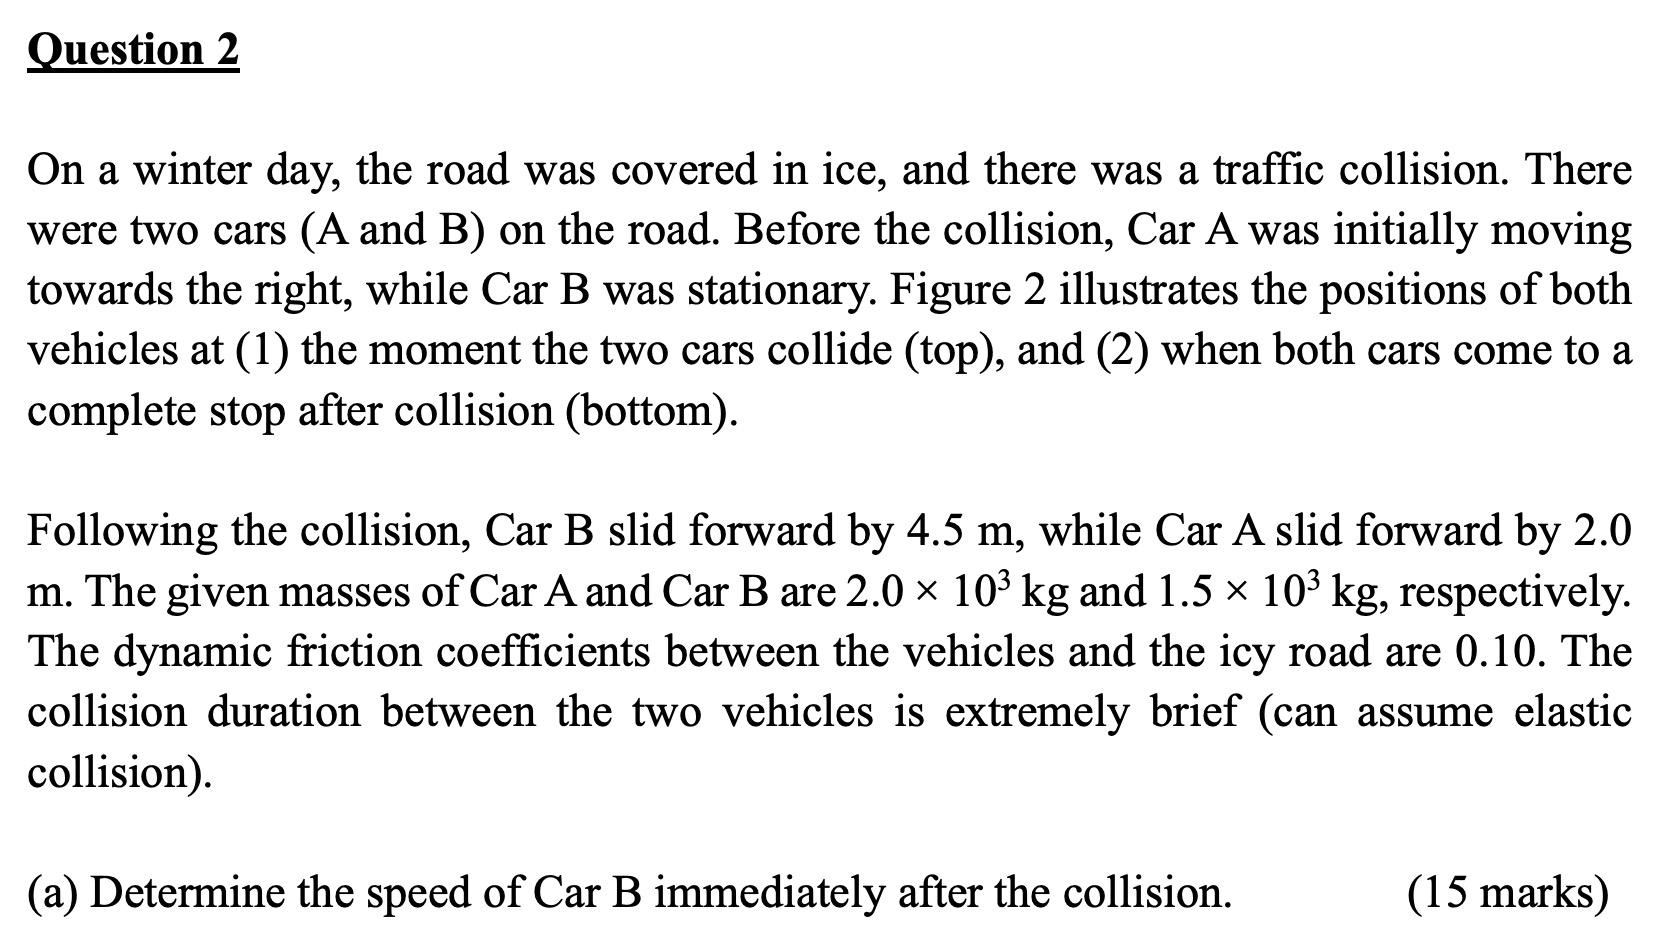 Question 2
On a winter day, the road was covered in ice, and there was a traffic collision. There
were two cars (A and B) on the road. Before the collision, Car A was initially moving
towards the right, while Car B was stationary. Figure 2 illustrates the positions of both
vehicles at (1) the moment the two cars collide (top), and (2) when both cars come to a
complete stop after collision (bottom).
Following the collision, Car B slid forward by 4.5 m, while Car A slid forward by 2.0
m. The given masses of Car A and Car B are 2.0 × 10³ kg and 1.5 × 10³ kg, respectively.
The dynamic friction coefficients between the vehicles and the icy road are 0.10. The
collision duration between the two vehicles is extremely brief (can assume elastic
collision).
(a) Determine the speed of Car B immediately after the collision. (15 marks)